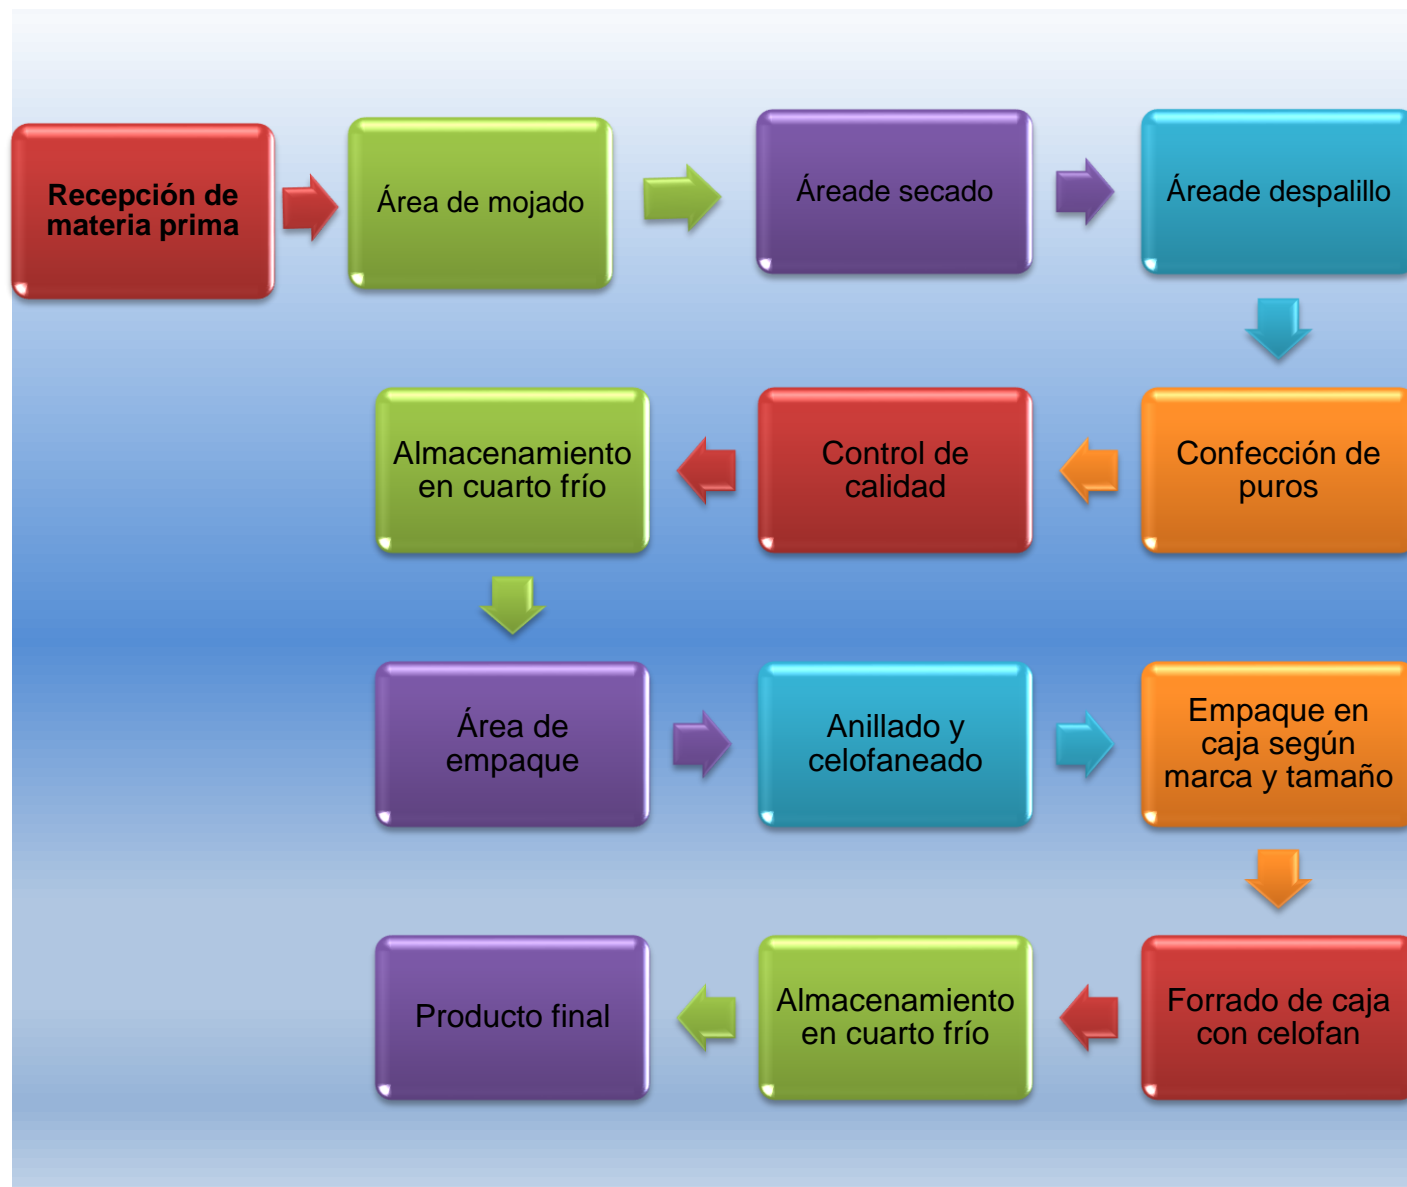 Recepción de
materia prima
Área de mojado
Áreade secado
Áreade despalillo
Confección de
puros
Control de
calidad
Almacenamiento
en cuarto frío
Área de
empaque
Anillado y
celofaneado
Empaque en
caja según
marca y tamaño
Forrado de caja
con celofan
Almacenamiento
en cuarto frío
Producto final